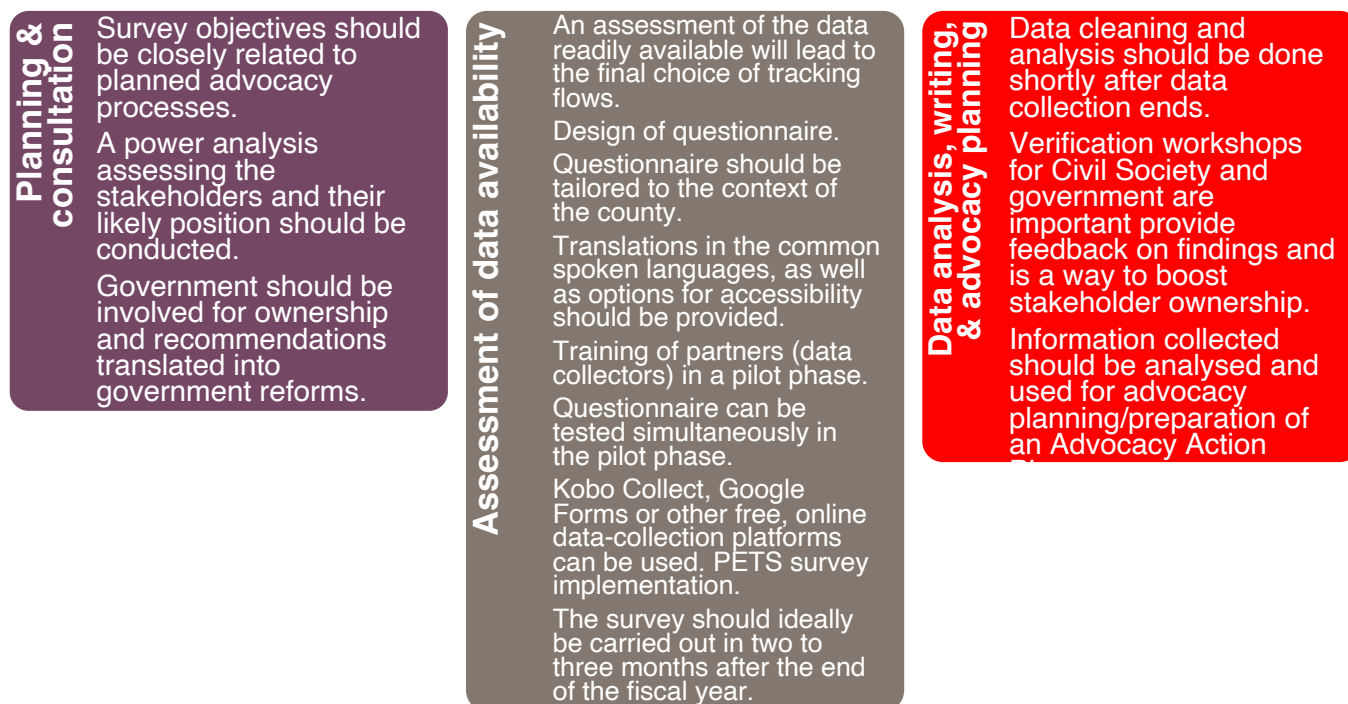 Planning &
consultation
Survey objectives should
be closely related to
planned advocacy
processes.
A power analysis
assessing the
stakeholders and their
likely position should be
conducted.
Government should be
involved for ownership
and recommendations
translated into
government reforms.
Assessment of data availability
An assessment of the data
readily available will lead to
the final choice of tracking
flows.
Design of questionnaire.
Questionnaire should be
tailored to the context of
the county.
Translations in the common
spoken languages, as well
as options for accessibility
should be provided.
Training of partners (data
collectors) in a pilot phase.
Questionnaire can be
tested simultaneously in
the pilot phase.
Kobo Collect, Google
Forms or other free, online
data-collection platforms
can be used. PETS survey
implementation.
The survey should ideally
be carried out in two to
three months after the end
of the fiscal year.
Data analysis, writing,
& advocacy planning
Data cleaning and
analysis should be done
shortly after data
collection ends.
Verification workshops
for Civil Society and
government are
important provide
feedback on findings and
is a way to boost
stakeholder ownership.
Information collected
should be analysed and
used for advocacy
planning/preparation of
an Advocacy Action